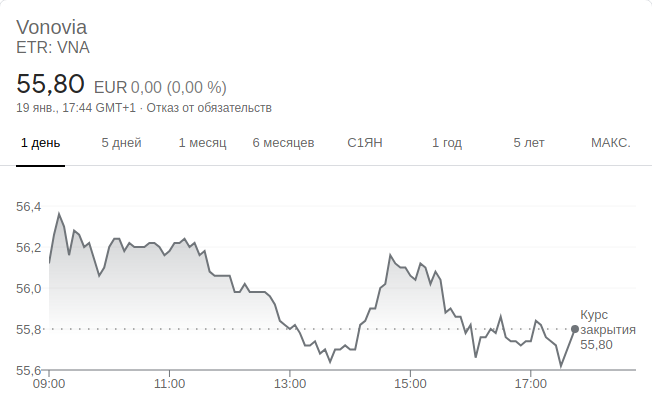 Vonovia
ETR: VNA
55,80 EUR 0,00 (0,00 %)
19 янв., 17:44 GMT+1 · Отказ от обязательств
1 день 5 дней 1 месяц 6 месяцев С1ЯН 1 год 5 лет МАКС.
56,4
56,2
56,0
55,8
55,6
Курс
закрытия
55,80
09:00 11:00 13:00 15:00 17:00